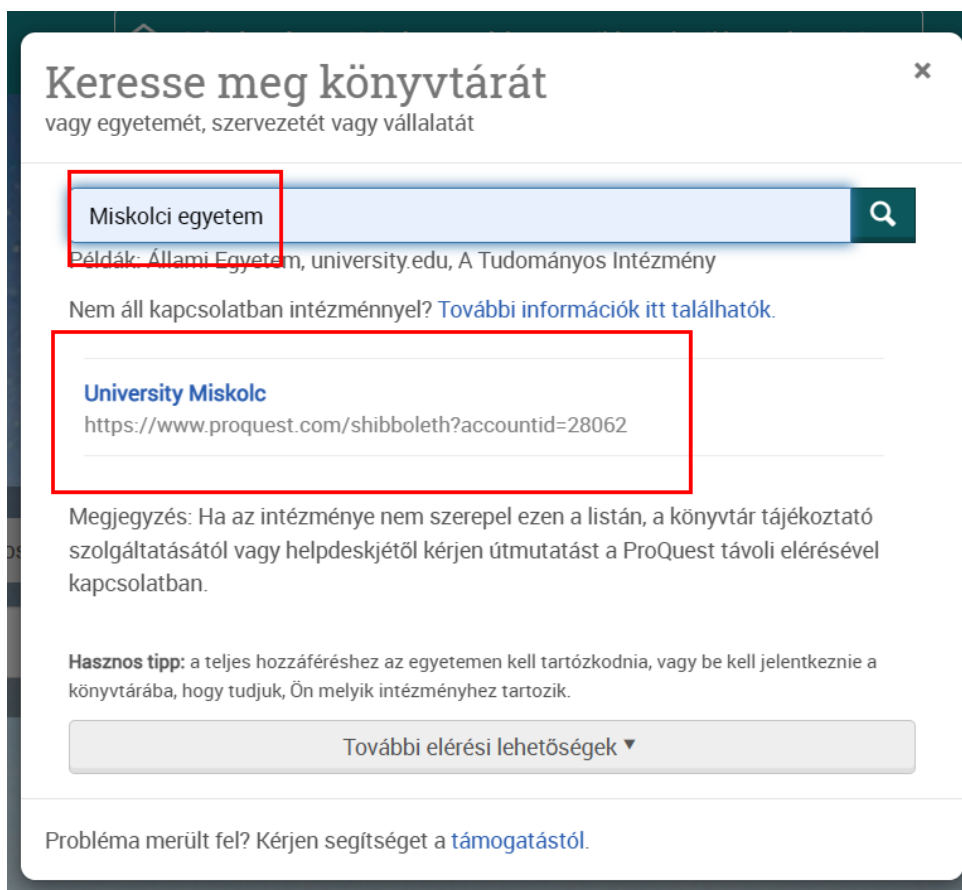 Keresse meg könyvtárát
×
vagy egyetemét, szervezetét vagy vállalatát
Miskolci egyetem
Példák: Állami Egyetem, university.edu, A Tudományos Intézmény
Nem áll kapcsolatban intézménnyel? További információk itt találhatók.
University Miskolc
https://www.proquest.com/shibboleth?accountid=28062
Megjegyzés: Ha az intézménye nem szerepel ezen a listán, a könyvtár tájékoztató
szolgáltatásától vagy helpdeskjétől kérjen útmutatást a ProQuest távoli elérésével
kapcsolatban.
Hasznos tipp: a teljes hozzáféréshez az egyetemen kell tartózkodnia, vagy be kell jelentkeznie a
könyvtárába, hogy tudjuk, Ön melyik intézményhez tartozik.
További elérési lehetőségek ▼
Probléma merült fel? Kérjen segítséget a támogatástól.